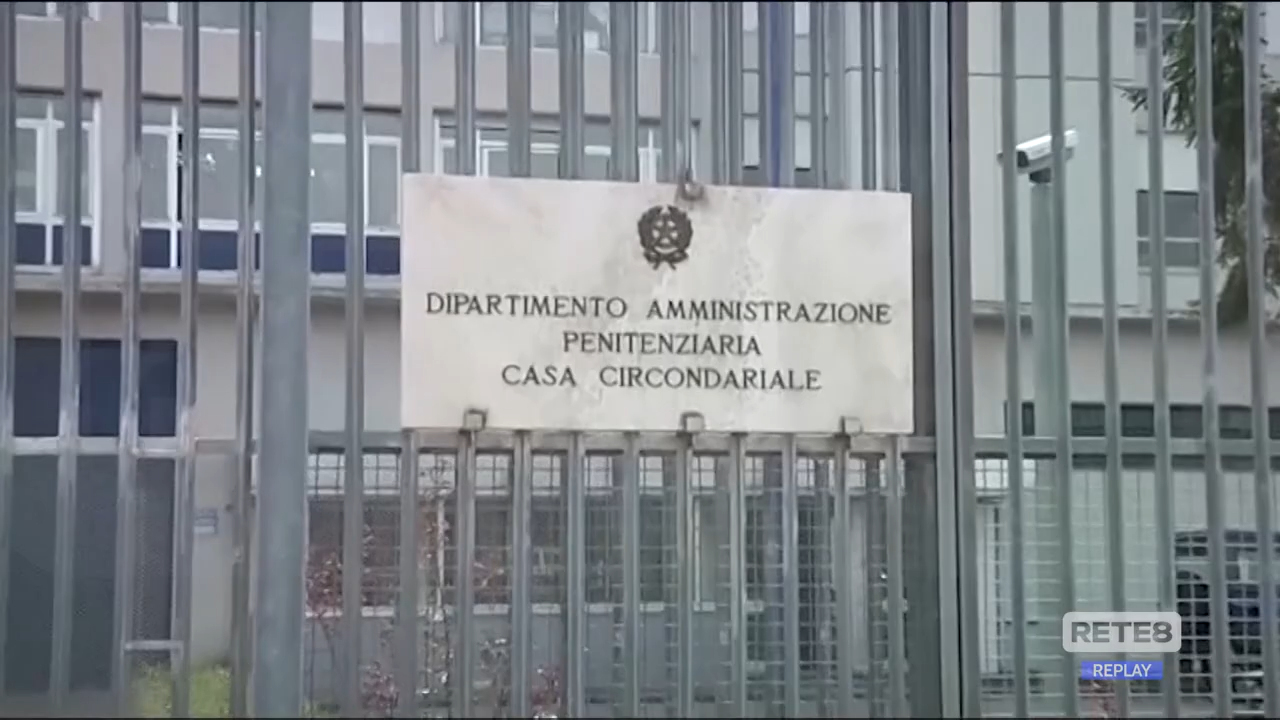 DIPARTIMENTO AMMINISTRAZIONE
PENITENZIARIA
CASA CIRCONDARIALE
RETE8
REPLAY